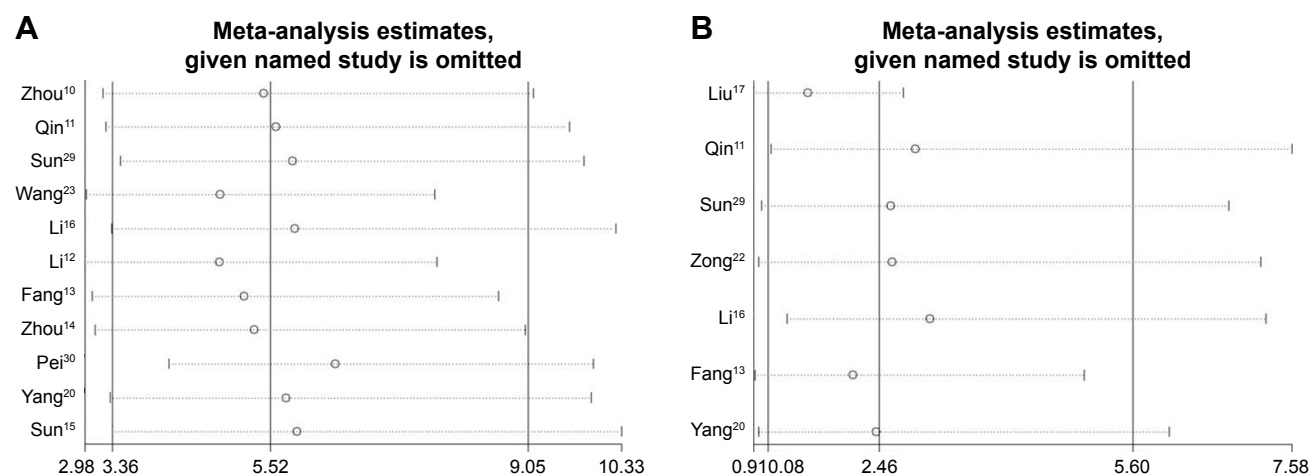 A
Meta-analysis estimates,
given named study is omitted
Zhou10
Qin11
Sun29
Wang23
Li16
Li12
Fang13
Zhou14
Pei30
Yang20
Sun15
2.98 3.36 5.52 9.05 10.33
B
Meta-analysis estimates,
given named study is omitted
Liu17
Qin11
Sun29
Zong22
Li16
Fang13
Yang20
0.910.08 2.46 5.60 7.58